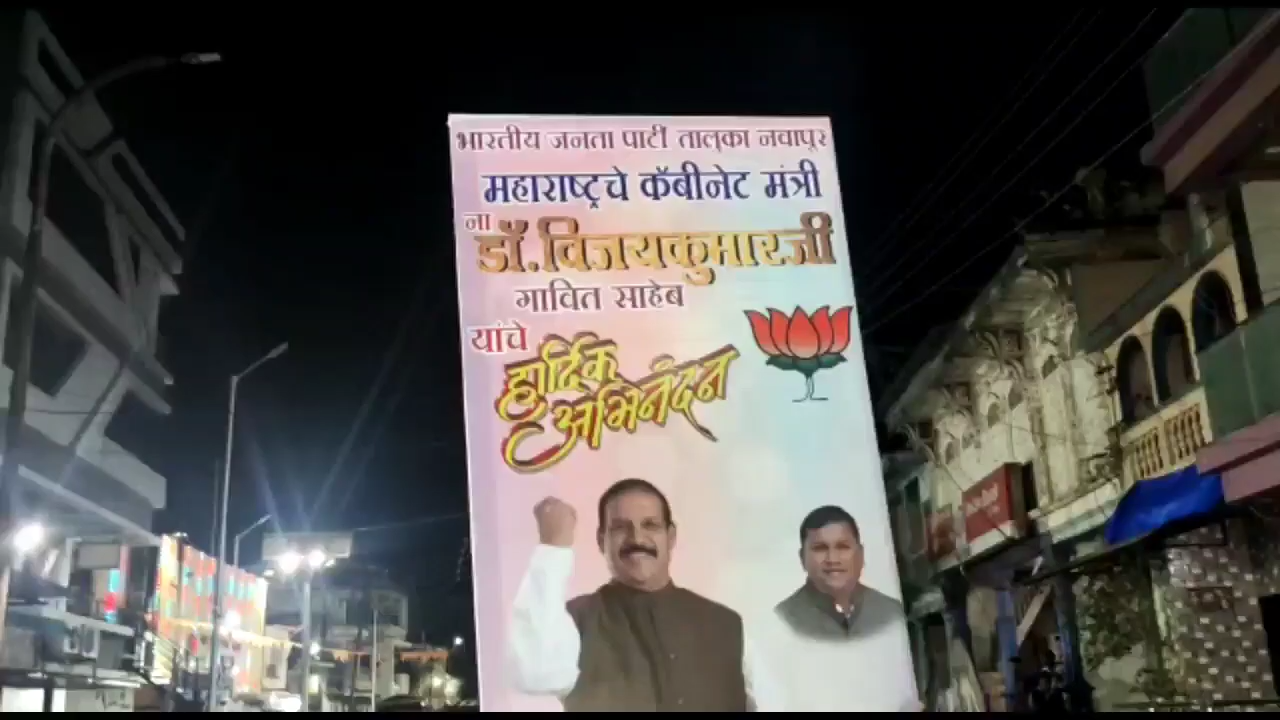 भारतीय जनता पार्टी तालुका नवापूर
महाराष्ट्रचे कॅबीनेट मंत्री
ना
डॉ.विजयकुमारजी
गावित साहेब
यांचे
हार्दिक
अभिनंदन